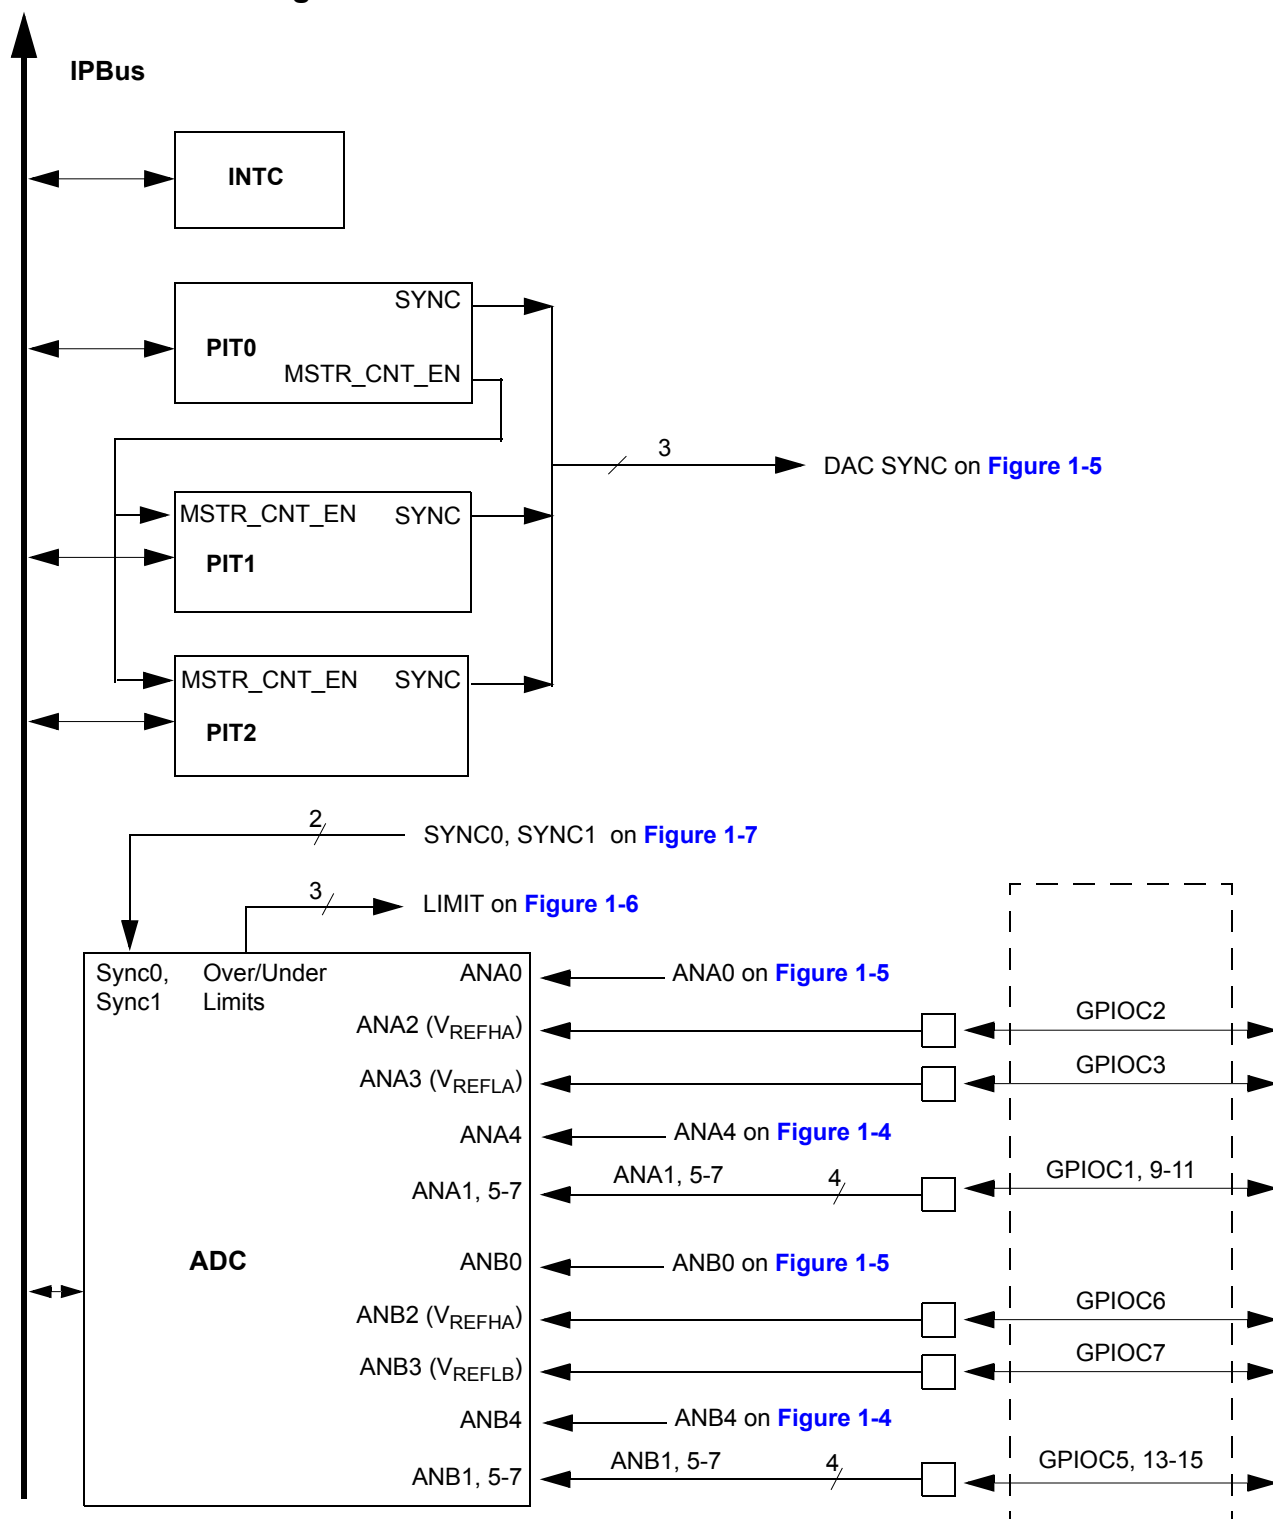 IPBus
INTC
SYNC
PIT0
MSTR_CNT_EN
3
DAC SYNC on Figure 1-5
MSTR_CNT_EN SYNC
PIT1
MSTR_CNT_EN SYNC
PIT2
2
SYNC0, SYNC1 on Figure 1-7
3
LIMIT on Figure 1-6
Sync0, Over/Under
Sync1 Limits
ANA0
ANA0 on Figure 1-5
ANA2 (VREFHA)
GPIOC2
ANA3 (VREFLA)
GPIOC3
ANA4
ANA4 on Figure 1-4
ANA1, 5-7
ANA1, 5-7
4
GPIOC1, 9-11
ADC
ANB0
ANB0 on Figure 1-5
ANB2 (VREFHA)
GPIOC6
ANB3 (VREFLB)
GPIOC7
ANB4
ANB4 on Figure 1-4
ANB1, 5-7
ANB1, 5-7
4
GPIOC5, 13-15